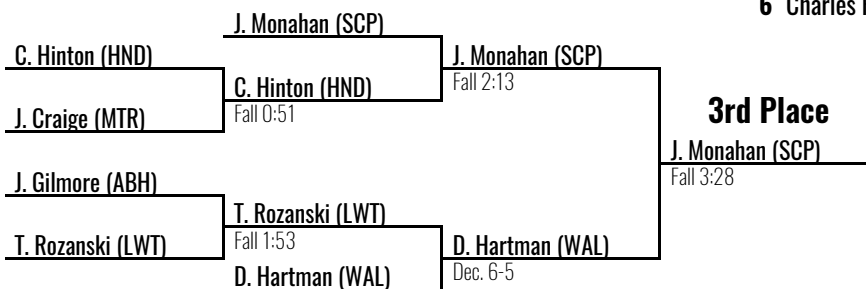 6 Charles
J. Monahan (SCP)
C. Hinton (HND)
J. Monahan (SCP)
Fall 2:13
C. Hinton (HND)
Fall 0:51
J. Craige (MTR)
3rd Place
J. Monahan (SCP)
Fall 3:28
J. Gilmore (ABH)
T. Rozanski (LWT)
Fall 1:53
T. Rozanski (LWT)
D. Hartman (WAL)
Dec. 6-5
D. Hartman (WAL)